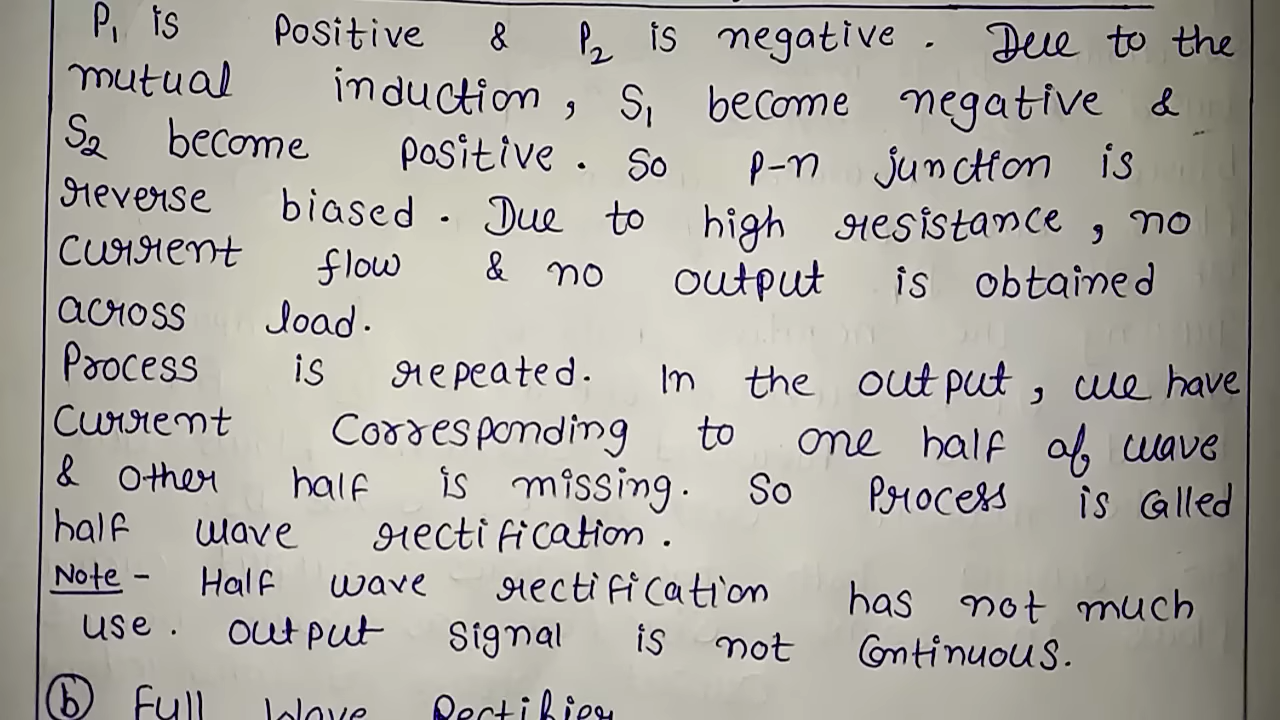 P₁ is Positive & P₂ is negative. Due to the
mutual induction, S₁ become negative &
S₂ become positive. So p-n junction is
reverse biased. Due to high resistance, no
current flow & no output is obtained
across load.
Process is repeated. In the output, we have
Current Corresponding to one half of wave
& other half is missing. So Process is Called
half wave rectification.
Note - Half wave rectification has not much
use. output signal is not Continuous.
(b) Full Wave Rectifier